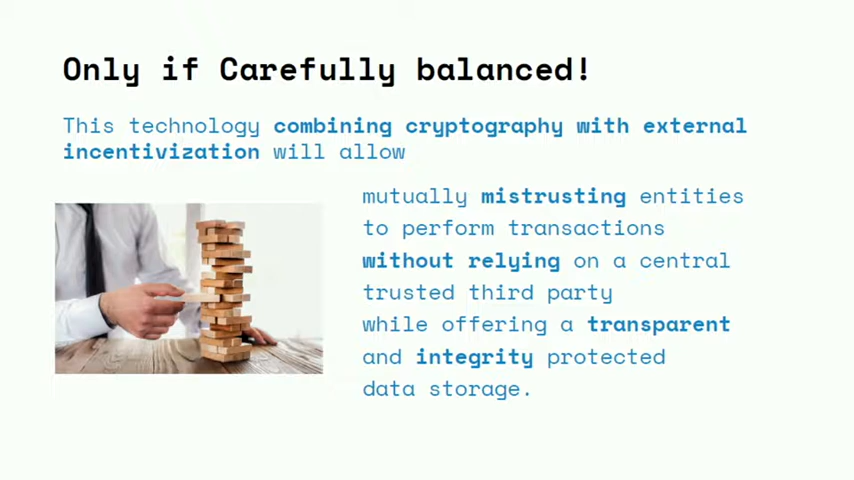 Only if Carefully balanced!
This technology combining cryptography with external
incentivization will allow
mutually mistrusting entities
to perform transactions
without relying on a central
trusted third party
while offering a transparent
and integrity protected
data storage.